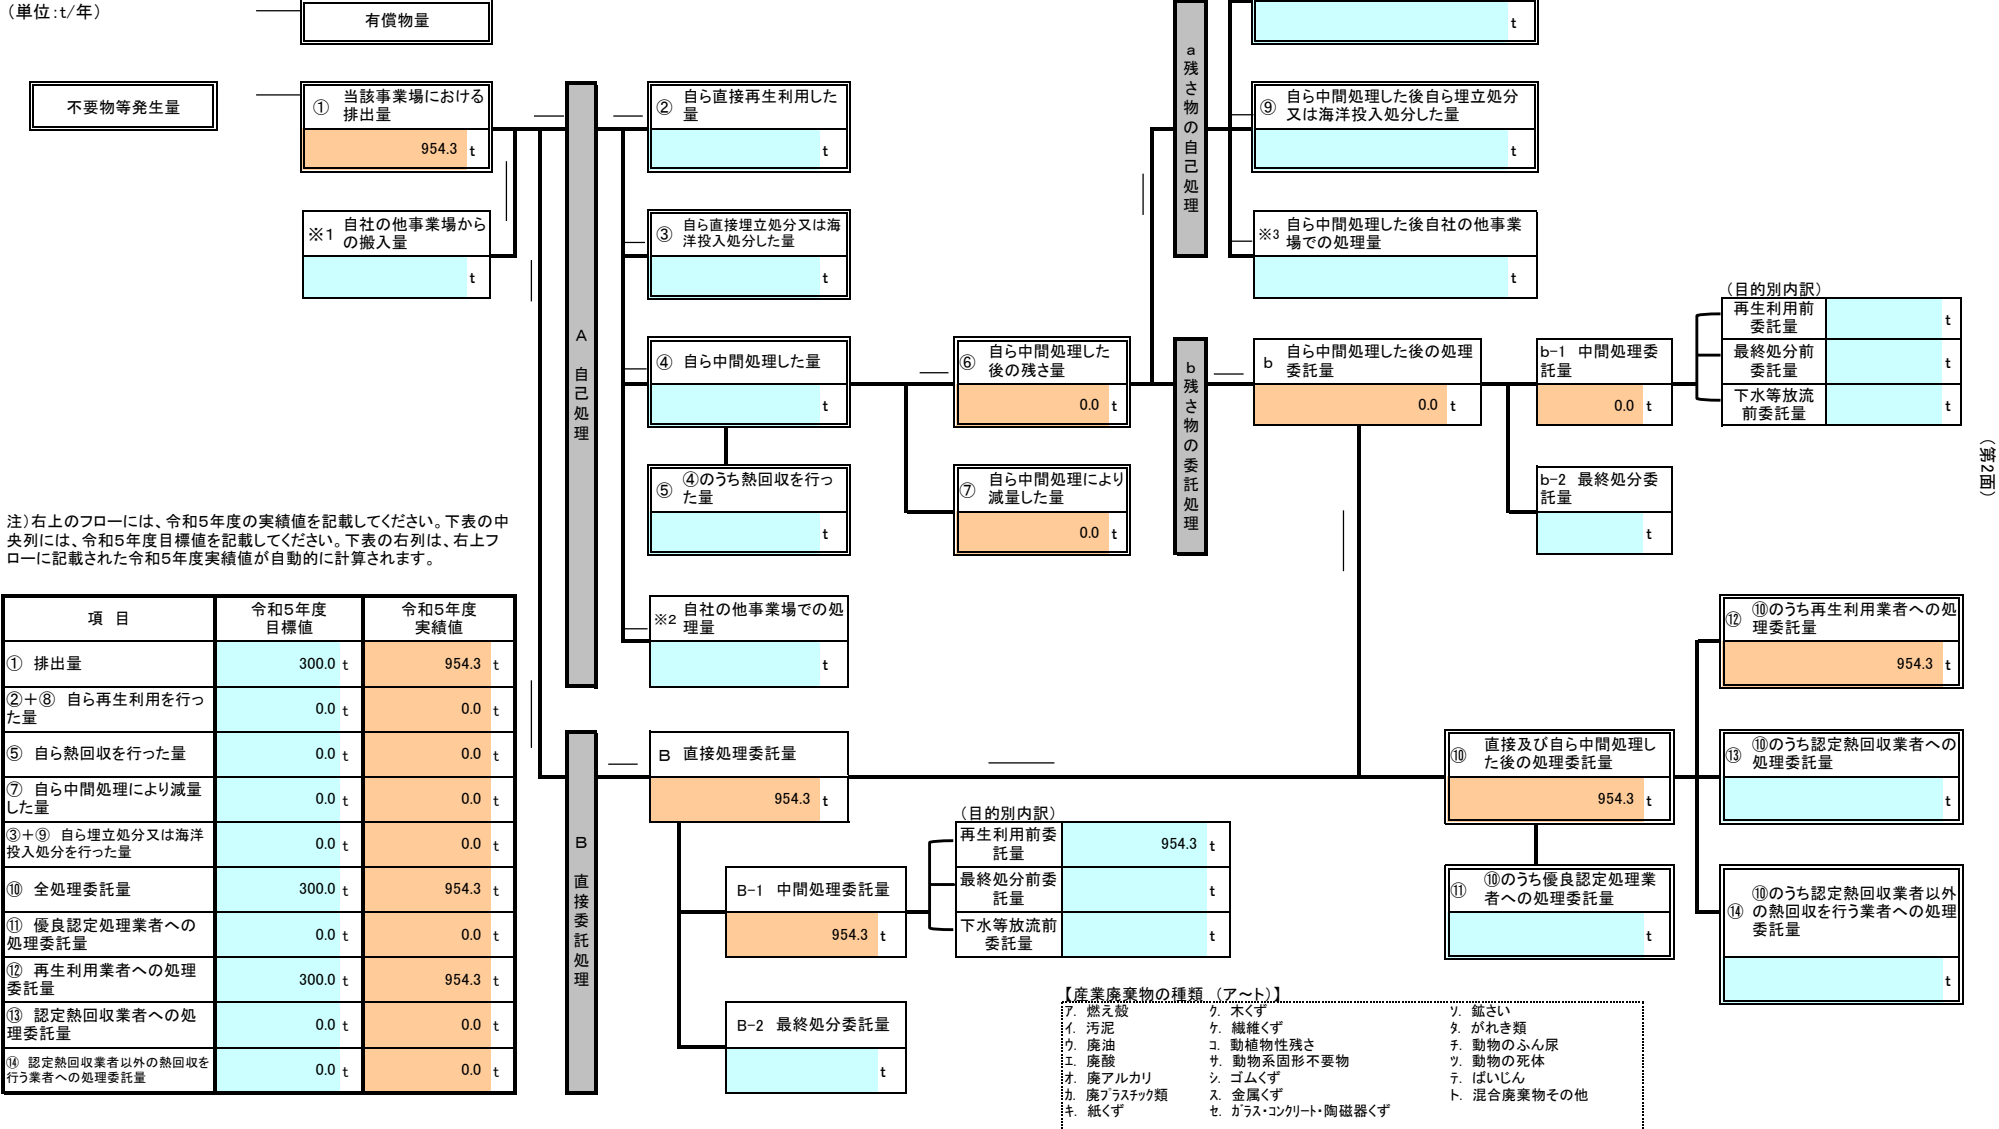 （単位：t/年）
有償物量
t
不要物等発生量
① 当該事業場における
排出量
954.3 t
② 自ら直接再生利用した
量
t
⑨ 自ら中間処理した後自ら埋立処分
又は海洋投入処分した量
t
a 残さ物の自己処理
※1 自社の他事業場から
の搬入量
t
③ 自ら直接埋立処分又は海
洋投入処分した量
t
※3 自ら中間処理した後自社の他事業
場での処理量
t
A 自己処理
④ 自ら中間処理した量
t
⑥ 自ら中間処理した
後の残さ量
0.0 t
b 残さ物の委託処理
b 自ら中間処理した後の処理
委託量
0.0 t
b-1 中間処理委
託量
0.0 t
（目的別内訳）
再生利用前
委託量
t
最終処分前
委託量
t
下水等放流
前委託量
t
（第2面）
⑤ ④のうち熱回収を行っ
た量
t
⑦ 自ら中間処理により
減量した量
0.0 t
b-2 最終処分委
託量
t
注）右上のフローには、令和5年度の実績値を記載してください。下表の中
央列には、令和5年度目標値を記載してください。下表の右列は、右上フ
ローに記載された令和5年度実績値が自動的に計算されます。
※2 自社の他事業場での処
理量
t
項 目
令和5年度
目標値
令和5年度
実績値
① 排出量 300.0 t 954.3 t
②＋⑧ 自ら再生利用を行っ
た量
0.0 t 0.0 t
⑤ 自ら熱回収を行った量 0.0 t 0.0 t
⑦ 自ら中間処理により減量
した量
0.0 t 0.0 t
③＋⑨ 自ら埋立処分又は海洋
投入処分を行った量
0.0 t 0.0 t
⑩ 全処理委託量 300.0 t 954.3 t
⑪ 優良認定処理業者への
処理委託量
0.0 t 0.0 t
⑫ 再生利用業者への処理
委託量
300.0 t 954.3 t
⑬ 認定熱回収業者への処
理委託量
0.0 t 0.0 t
⑭ 認定熱回収業者以外の熱回収を
行う業者への処理委託量
0.0 t 0.0 t
B 直接委託処理
B 直接処理委託量
954.3 t
B-1 中間処理委託量
954.3 t
B-2 最終処分委託量
t
（目的別内訳）
再生利用前委
託量
954.3 t
最終処分前委
託量
t
下水等放流前
委託量
t
⑩ 直接及び自ら中間処理し
た後の処理委託量
954.3 t
⑪ ⑩のうち優良認定処理業
者への処理委託量
t
⑫ ⑩のうち再生利用業者への処
理委託量
954.3 t
⑬ ⑩のうち認定熱回収業者への
処理委託量
t
⑭ ⑩のうち認定熱回収業者以外
の熱回収を行う業者への処理
委託量
t
【産業廃棄物の種類 （ア～ト）】
ア. 燃え殻 ク. 木くず ソ. 鉱さい
イ. 汚泥 ケ. 繊維くず タ. がれき類
ウ. 廃油 コ. 動植物性残さ チ. 動物のふん尿
エ. 廃酸 サ. 動物系固形不要物 ツ. 動物の死体
オ. 廃アルカリ シ. ゴムくず テ. ばいじん
カ. 廃プラスチック類 ス. 金属くず ト. 混合廃棄物その他
キ. 紙くず セ. ガラス・コンクリート・陶磁器くず